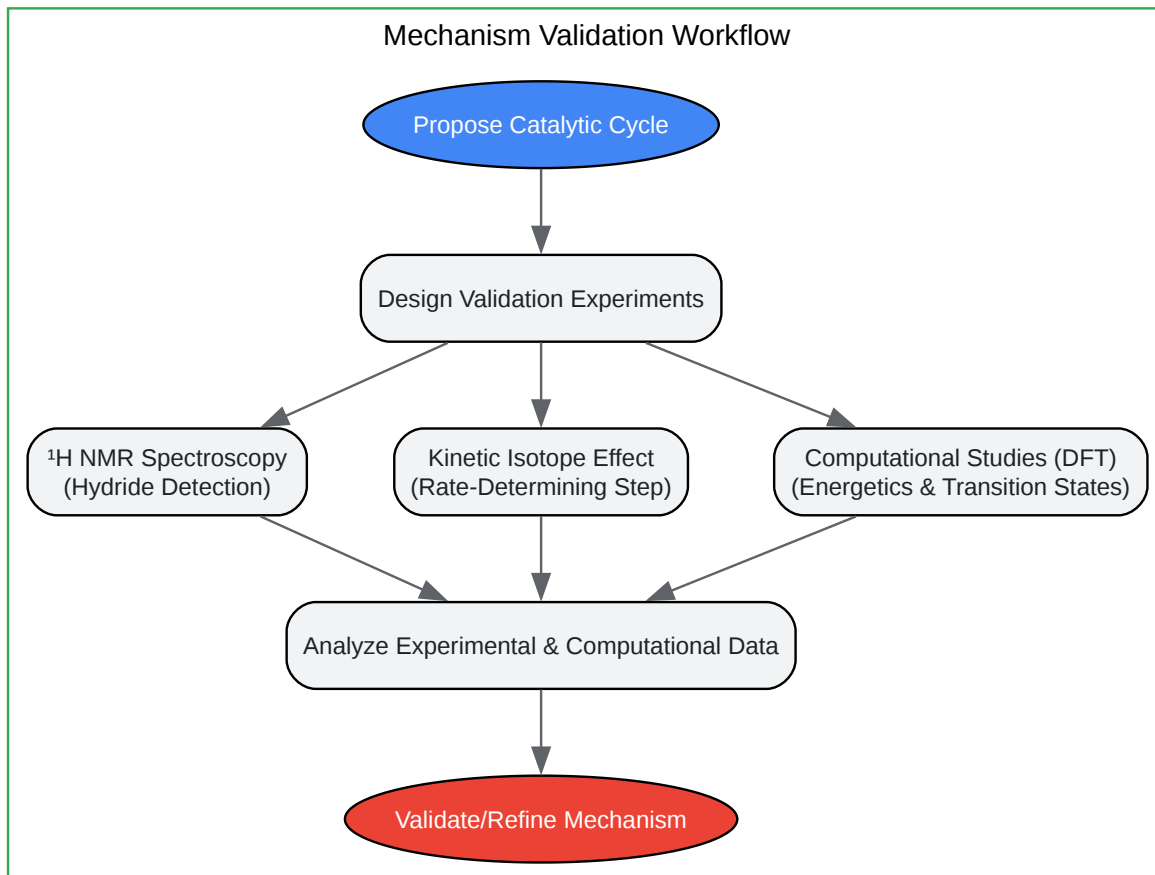 Mechanism Validation Workflow
Propose Catalytic Cycle
Design Validation Experiments
¹H NMR Spectroscopy
(Hydride Detection)
Kinetic Isotope Effect
(Rate-Determining Step)
Computational Studies (DFT)
(Energetics & Transition States)
Analyze Experimental & Computational Data
Validate/Refine Mechanism